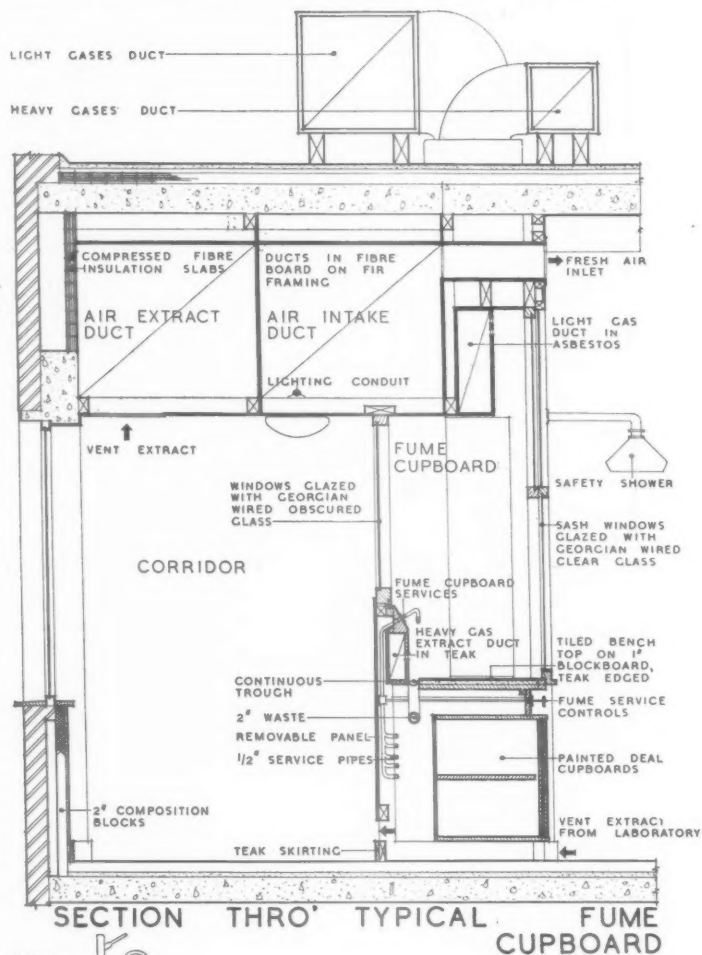 LIGHT GASES DUCT
HEAVY GASES DUCT
COMPRESSED FIBRE
INSULATION SLABS
DUCTS IN FIBRE
BOARD ON FIR
FRAMING
FRESH AIR
INLET
AIR EXTRACT
DUCT
AIR INTAKE
DUCT
LIGHT GAS
DUCT IN
ASBESTOS
LIGHTING CONDUIT
VENT EXTRACT
FUME
CUPBOARD
SAFETY SHOWER
WINDOWS GLAZED
WITH GEORGIAN
WIRED OBSCURED
GLASS
SASH WINDOWS
GLAZED WITH
GEORGIAN WIRED
CLEAR GLASS
CORRIDOR
FUME CUPBOARD
SERVICES
HEAVY GAS
EXTRACT DUCT
IN TEAK
TILED BENCH
TOP ON 1"
BLOCKBOARD,
TEAK EDGED
CONTINUOUS
TROUGH
FUME SERVICE
CONTROLS
2" WASTE
REMOVABLE PANEL
1/2" SERVICE PIPES
PAINTED DEAL
CUPBOARDS
2" COMPOSITION
BLOCKS
VENT EXTRACT
FROM LABORATORY
TEAK SKIRTING
SECTION THRO' TYPICAL FUME
CUPBOARD